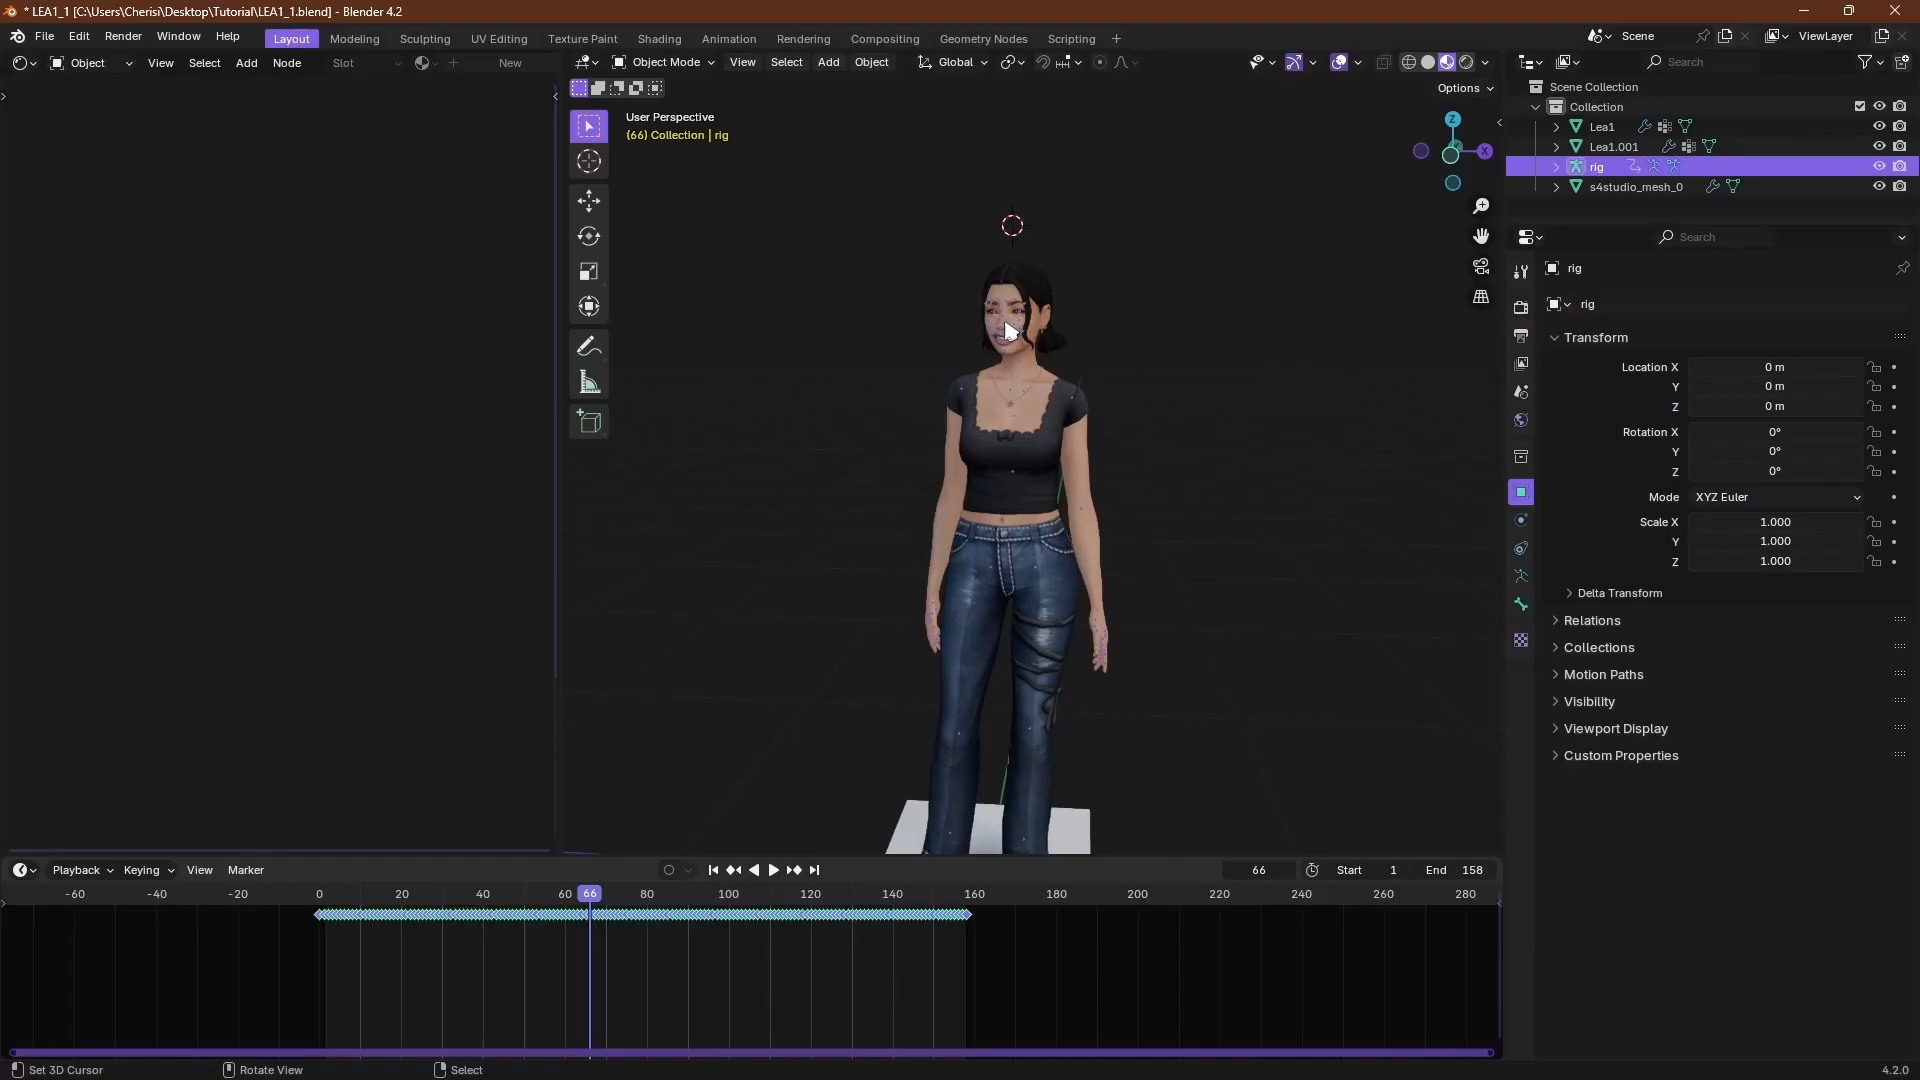 * LEA1_1 [C:\Users\Cherisi\Desktop\Tutorial\LEA1_1.blend] - Blender 4.2
File Edit Render Window Help Layout Modeling Sculpting UV Editing Texture Paint Shading Animation Rendering Compositing Geometry Nodes Scripting + Scene ViewLayer
Object View Select Add Node Slot New Object Mode View Select Add Object Global Search
Options
User Perspective
(66) Collection | rig
Z
X
Scene Collection
Collection
Lea1
Lea1.001
rig
s4studio_mesh_0
Search
rig
rig
Transform
Location X 0 m
Y 0 m
Z 0 m
Rotation X 0°
Y 0°
Z 0°
Mode XYZ Euler
Scale X 1.000
Y 1.000
Z 1.000
Delta Transform
Relations
Collections
Motion Paths
Visibility
Viewport Display
Custom Properties
Playback Keying View Marker 66 Start 1 End 158
-60 -40 -20 0 20 40 60 66 80 100 120 140 160 180 200 220 240 260 280
Set 3D Cursor Rotate View Select 4.2.0